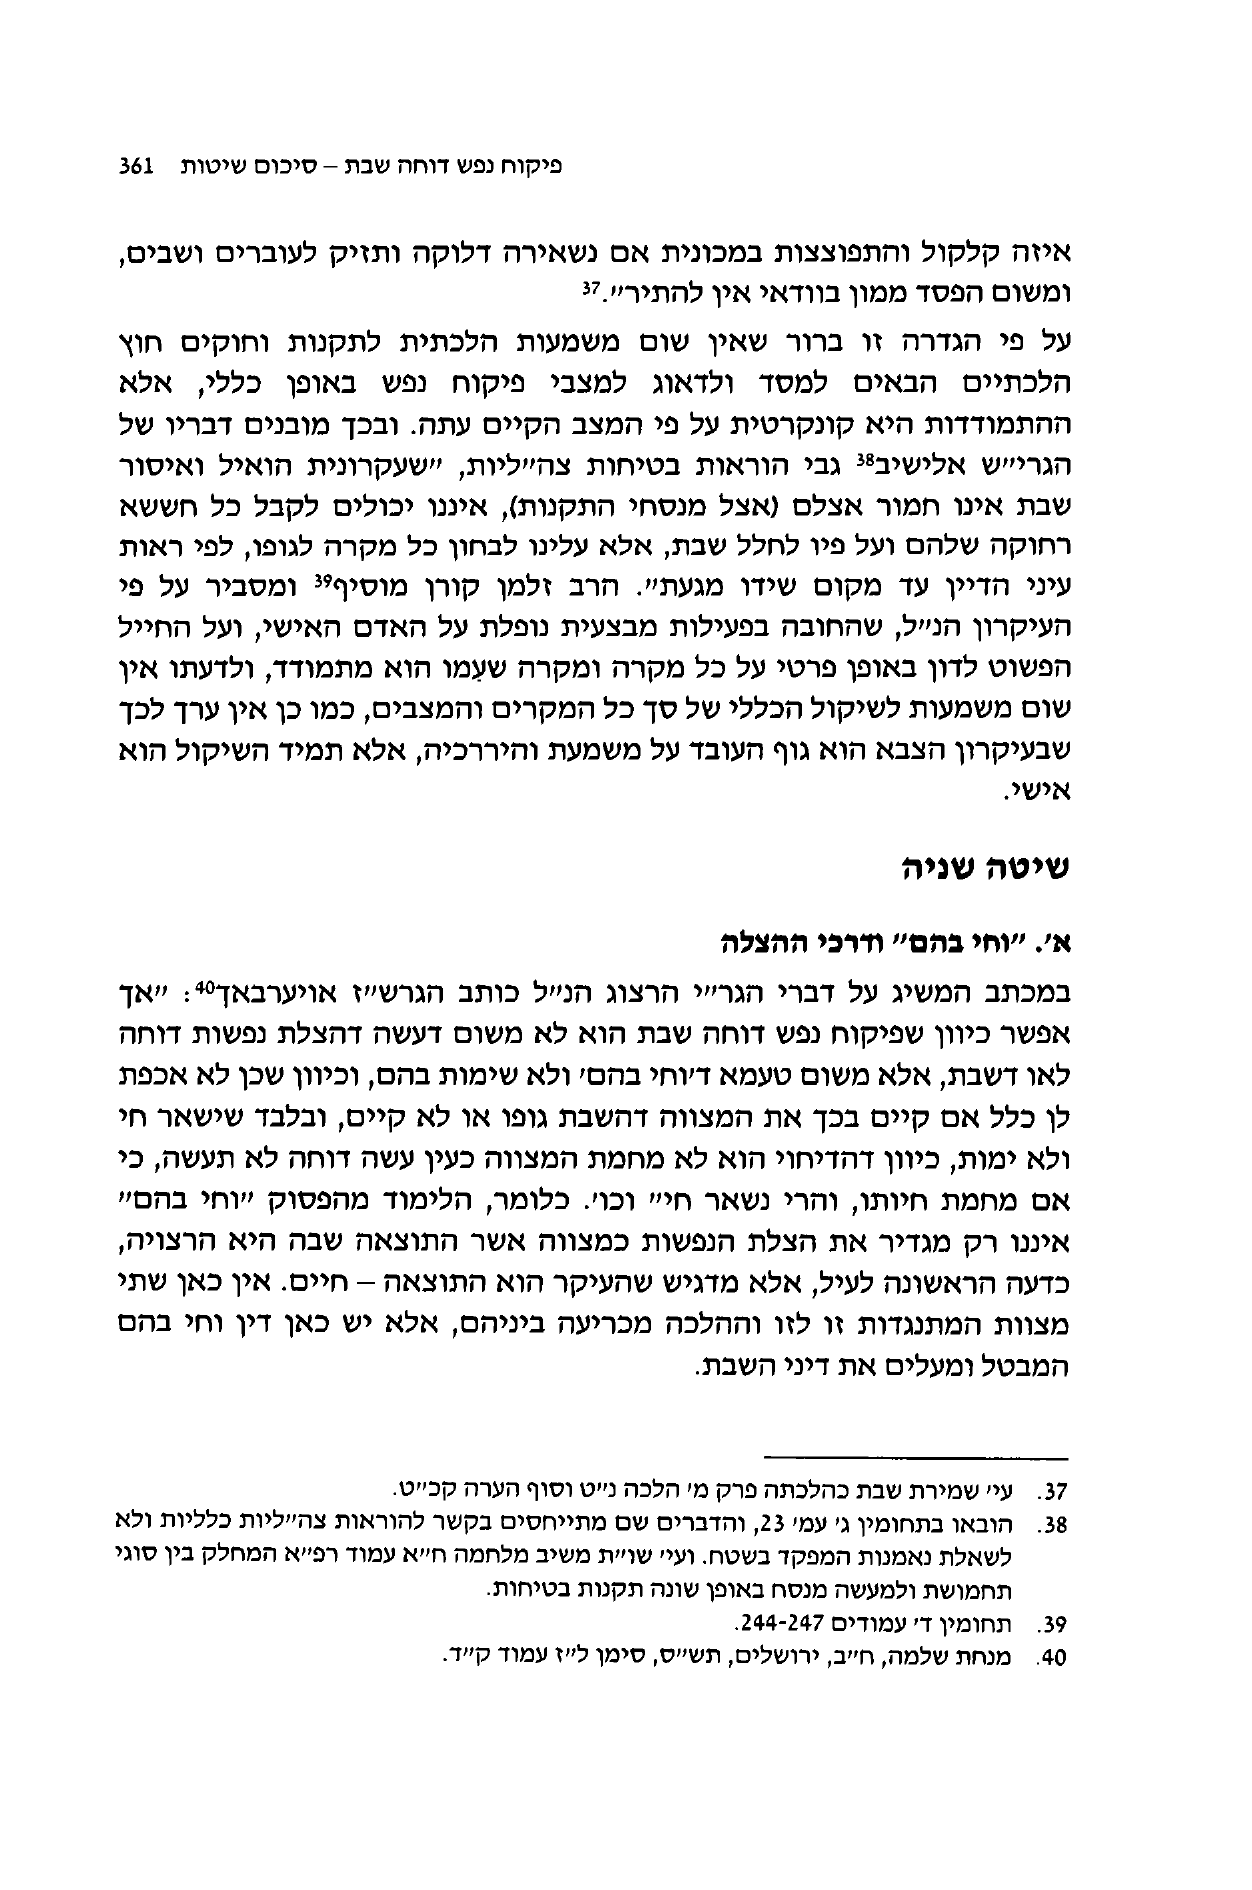 פיקוח נפש דוחה שבת – סיכום שיטות 361
איזה קלקול והתפוצצות במכונית אם נשאירה דלוקה ותזיק לעוברים ושבים,
ומשום הפסד ממון בוודאי אין להתיר״.37
על פי הגדרה זו ברור שאין שום משמעות הלכתית לתקנות וחוקים חוץ
הלכתיים הבאים למסד ולדאוג למצבי פיקוח נפש באופן כללי, אלא
ההתמודדות היא קונקרטית על פי המצב הקיים עתה. ובכך מובנים דבריו של
הגרי״ש אלישיב38 גבי הוראות בטיחות צה״ליות, ״שעקרונית הואיל ואיסור
שבת אינו חמור אצלם (אצל מנסחי התקנות), איננו יכולים לקבל כל חששא
רחוקה שלהם ועל פיו לחלל שבת, אלא עלינו לבחון כל מקרה לגופו, לפי ראות
עיני הדיין עד מקום שידו מגעת״. הרב זלמן קורן מוסיף39 ומסביר על פי
העיקרון הנ״ל, שהחובה בפעילות מבצעית נופלת על האדם האישי, ועל החייל
הפשוט לדון באופן פרטי על כל מקרה ומקרה שעִמו הוא מתמודד, ולדעתו אין
שום משמעות לשיקול הכללי של סך כל המקרים והמצבים, כמו כן אין ערך לכך
שבעיקרון הצבא הוא גוף העובד על משמעת והיררכיה, אלא תמיד השיקול הוא
אישי.
שיטה שניה
א׳. ״וחי בהם״ ודרכי ההצלה
במכתב המשיג על דברי הגר״י הרצוג הנ״ל כותב הגרש״ז אויערבאך40: ״אך
אפשר כיוון שפיקוח נפש דוחה שבת הוא לא משום דעשה דהצלת נפשות דוחה
לאו דשבת, אלא משום טעמא ד׳וחי בהם׳ ולא שימות בהם, וכיוון שכן לא אכפת
לן כלל אם קיים בכך את המצווה דהשבת גופו או לא קיים, ובלבד שישאר חי
ולא ימות, כיוון דהדיחוי הוא לא מחמת המצווה כעין עשה דוחה לא תעשה, כי
אם מחמת חיותו, והרי נשאר חי״ וכו׳. כלומר, הלימוד מהפסוק ״וחי בהם״
איננו רק מגדיר את הצלת הנפשות כמצווה אשר התוצאה שבה היא הרצויה,
כדעה הראשונה לעיל, אלא מדגיש שהעיקר הוא התוצאה – חיים. אין כאן שתי
מצוות המתנגדות זו לזו וההלכה מכריעה ביניהם, אלא יש כאן דין וחי בהם
המבטל ומעלים את דיני השבת.
37. עי׳ שמירת שבת כהלכתה פרק מ׳ הלכה נ״ט וסוף הערה קכ״ט.
38. הובאו בתחומין ג׳ עמ׳ 23, והדברים שם מתייחסים בקשר להוראות צה״ליות כלליות ולא
לשאלת נאמנות המפקד בשטח. ועי׳ שו״ת משיב מלחמה ח״א עמוד רפ״א המחלק בין סוגי
תחמושת ולמעשה מנסח באופן שונה תקנות בטיחות.
39. תחומין ד׳ עמודים 244-247.
40. מנחת שלמה, ח״ב, ירושלים, תש״ס, סימן ל״ז עמוד ק״ד.